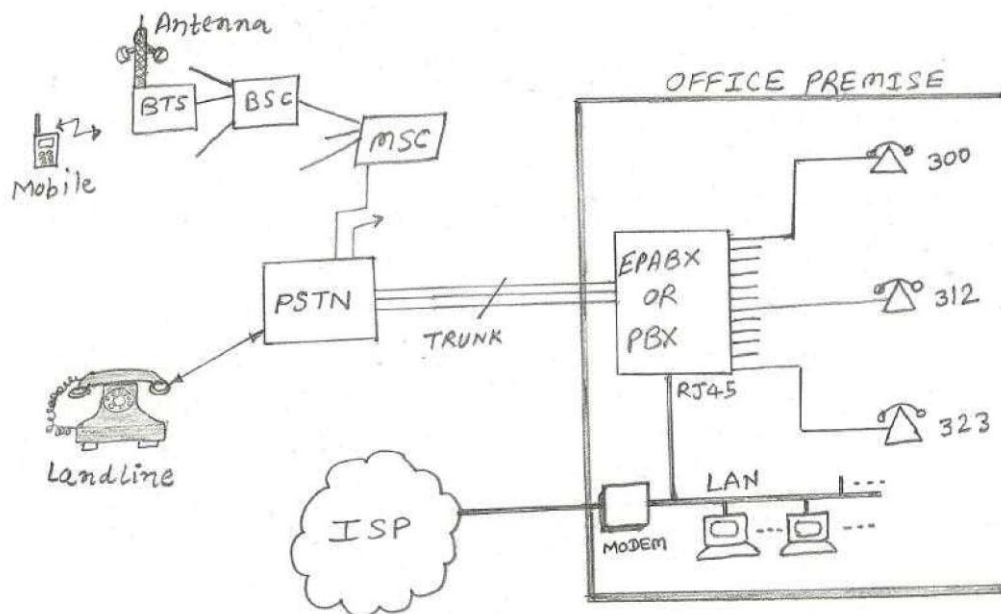 Antenna
BTS
BSC
MSC
Mobile
OFFICE PREMISE
300
EPABX
OR
PBX
312
PSTN
TRUNK
RJ45
323
Landline
LAN
ISP
MODEM